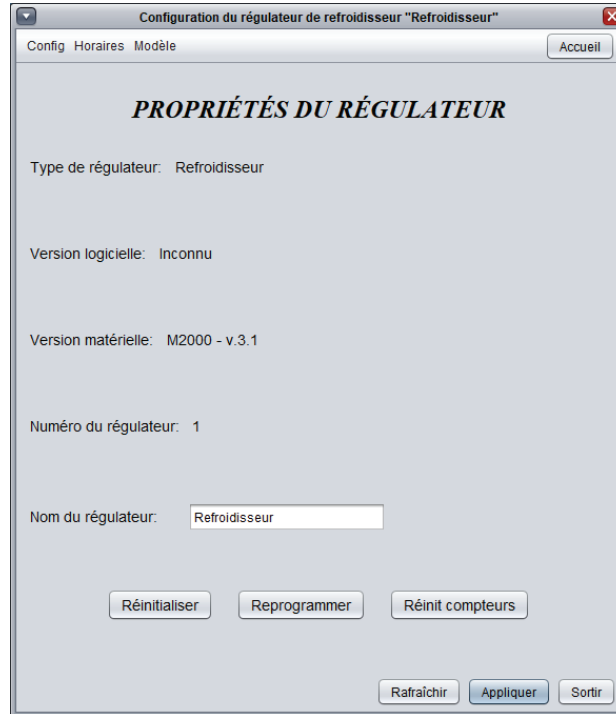 Configuration du régulateur de refroidisseur "Refroidisseur"
Config Horaires Modèle Accueil
PROPRIÉTÉS DU RÉGULATEUR
Type de régulateur: Refroidisseur
Version logicielle: Inconnu
Version matérielle: M2000 - v.3.1
Numéro du régulateur: 1
Nom du régulateur: Refroidisseur
Réinitialiser Reprogrammer Réinit compteurs
Rafraîchir Appliquer Sortir